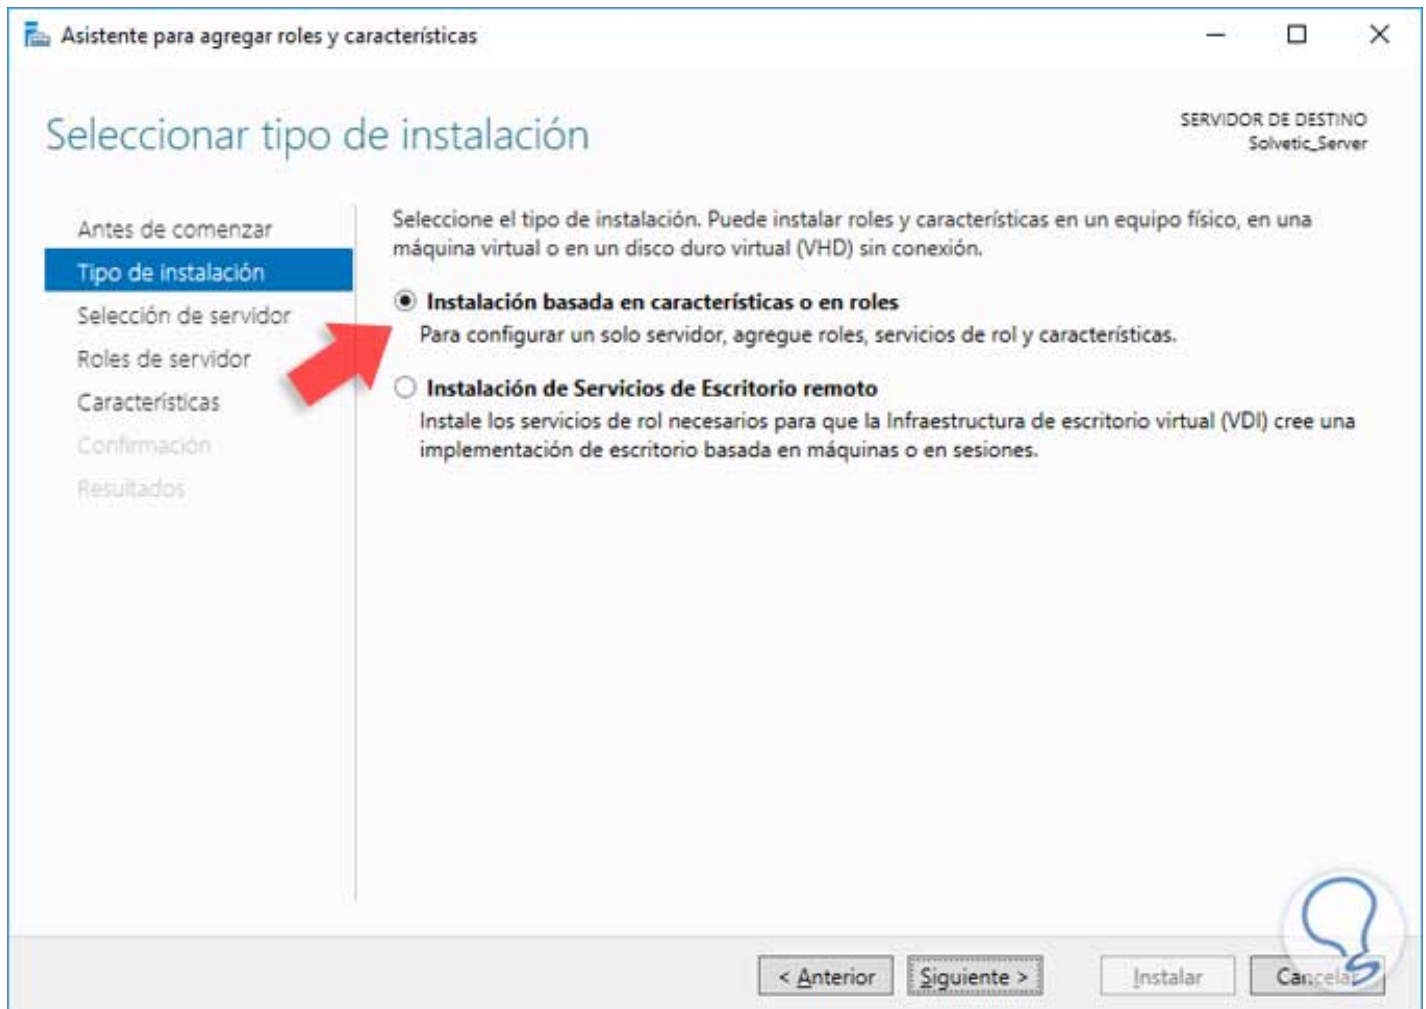 Asistente para agregar roles y características
Seleccionar tipo de instalación
SERVIDOR DE DESTINO
Solvetic_Server
Antes de comenzar
Tipo de instalación
Selección de servidor
Roles de servidor
Características
Confirmación
Resultados
Seleccione el tipo de instalación. Puede instalar roles y características en un equipo físico, en una
máquina virtual o en un disco duro virtual (VHD) sin conexión.
Instalación basada en características o en roles
Para configurar un solo servidor, agregue roles, servicios de rol y características.
Instalación de Servicios de Escritorio remoto
Instale los servicios de rol necesarios para que la Infraestructura de escritorio virtual (VDI) cree una
implementación de escritorio basada en máquinas o en sesiones.
< Anterior
Siguiente >
Instalar
Cancelar